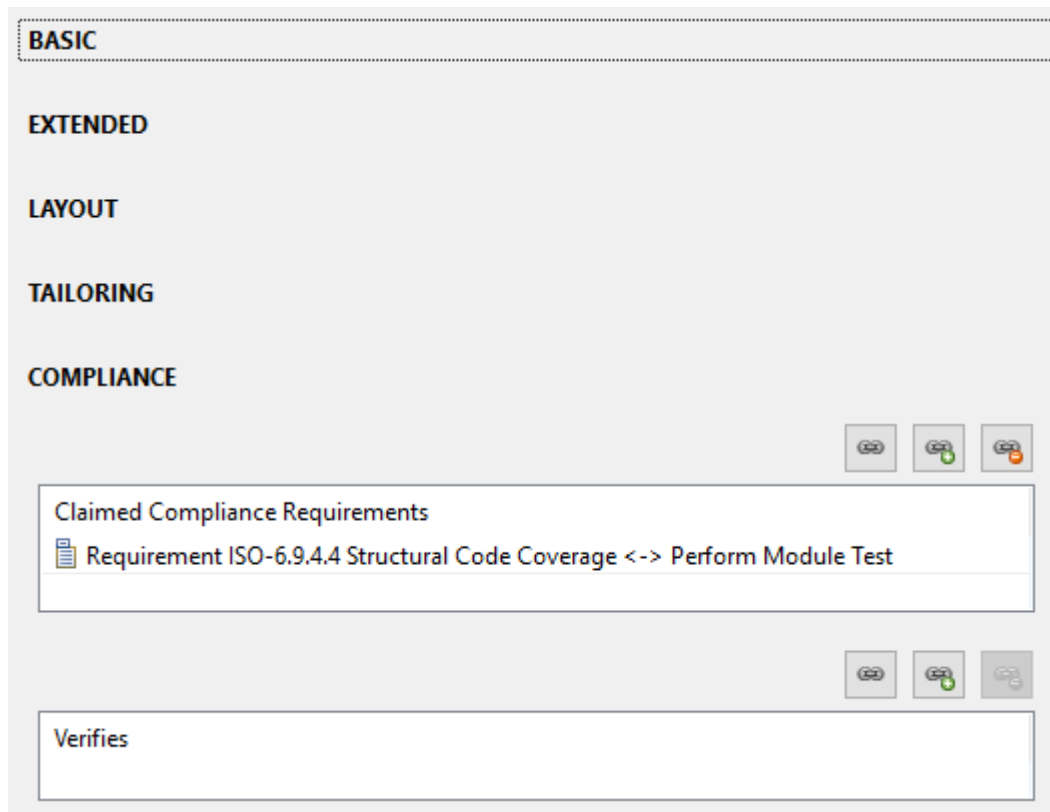 BASIC
EXTENDED
LAYOUT
TAILORING
COMPLIANCE
Claimed Compliance Requirements
Requirement ISO-6.9.4.4 Structural Code Coverage <-> Perform Module Test
Verifies